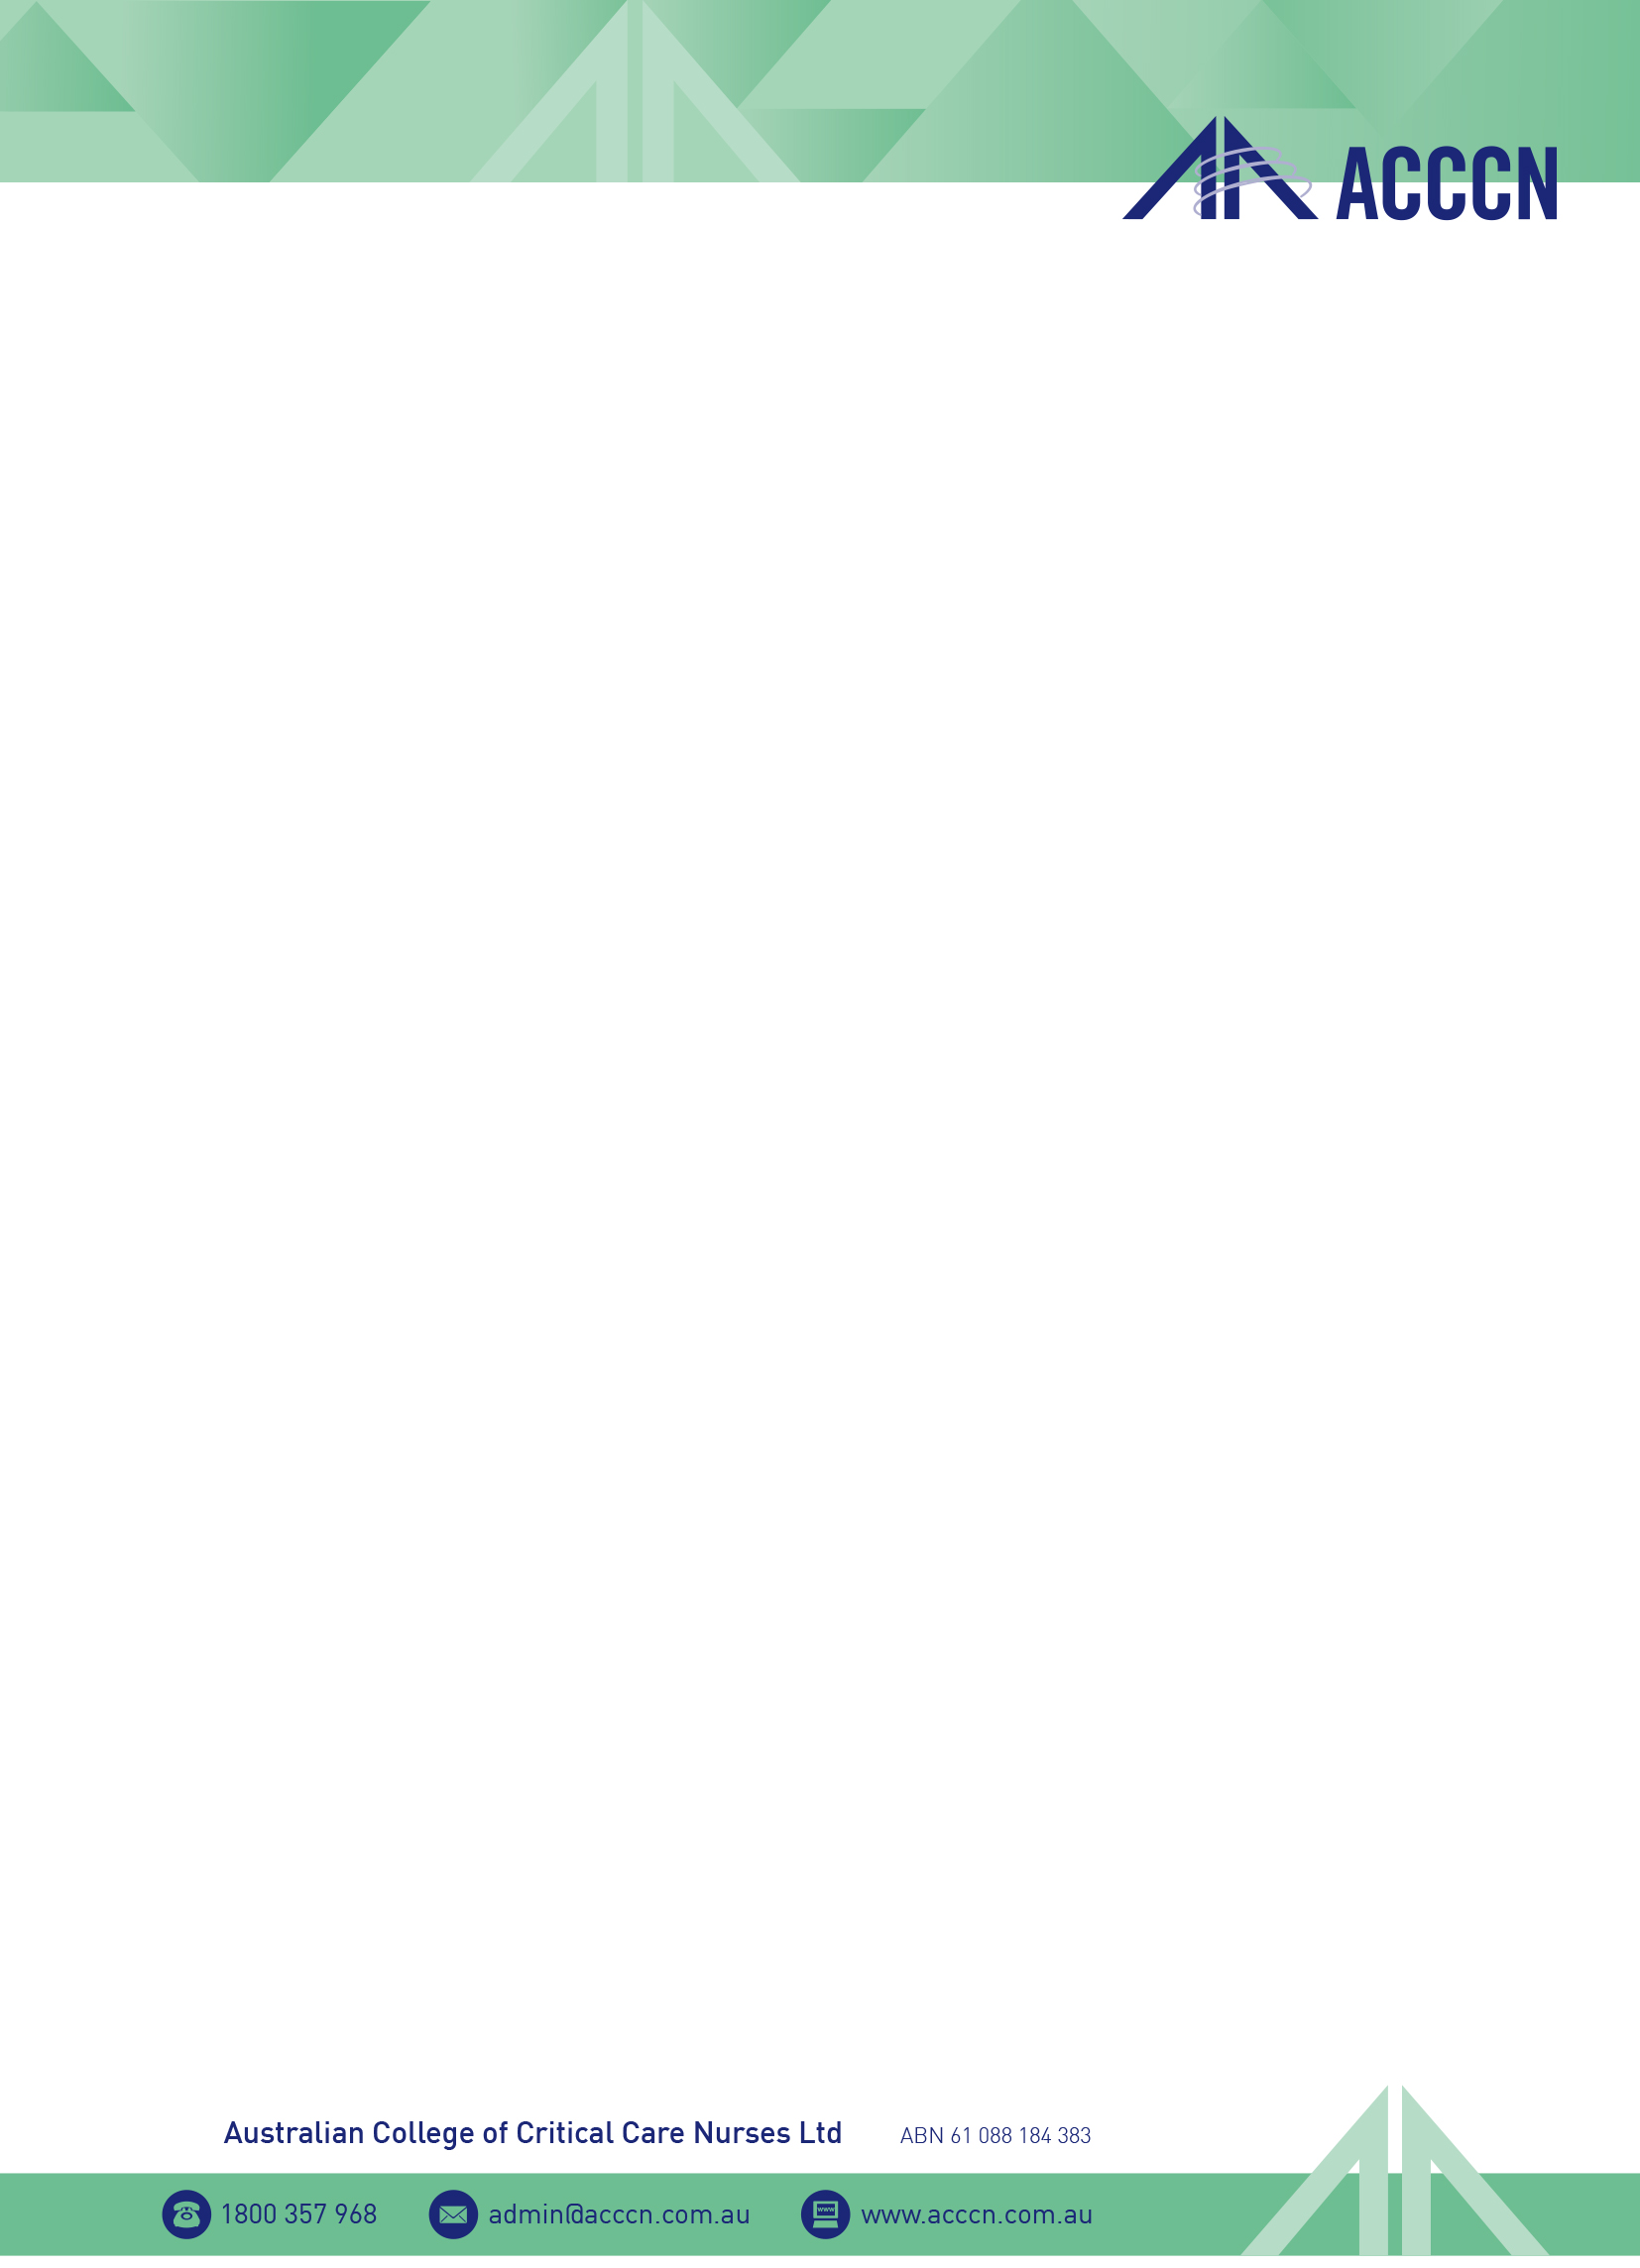 ACCCN
Australian College of Critical Care Nurses Ltd ABN 61 088 184 383
1800 357 968 admin@acccn.com.au www www.acccn.com.au